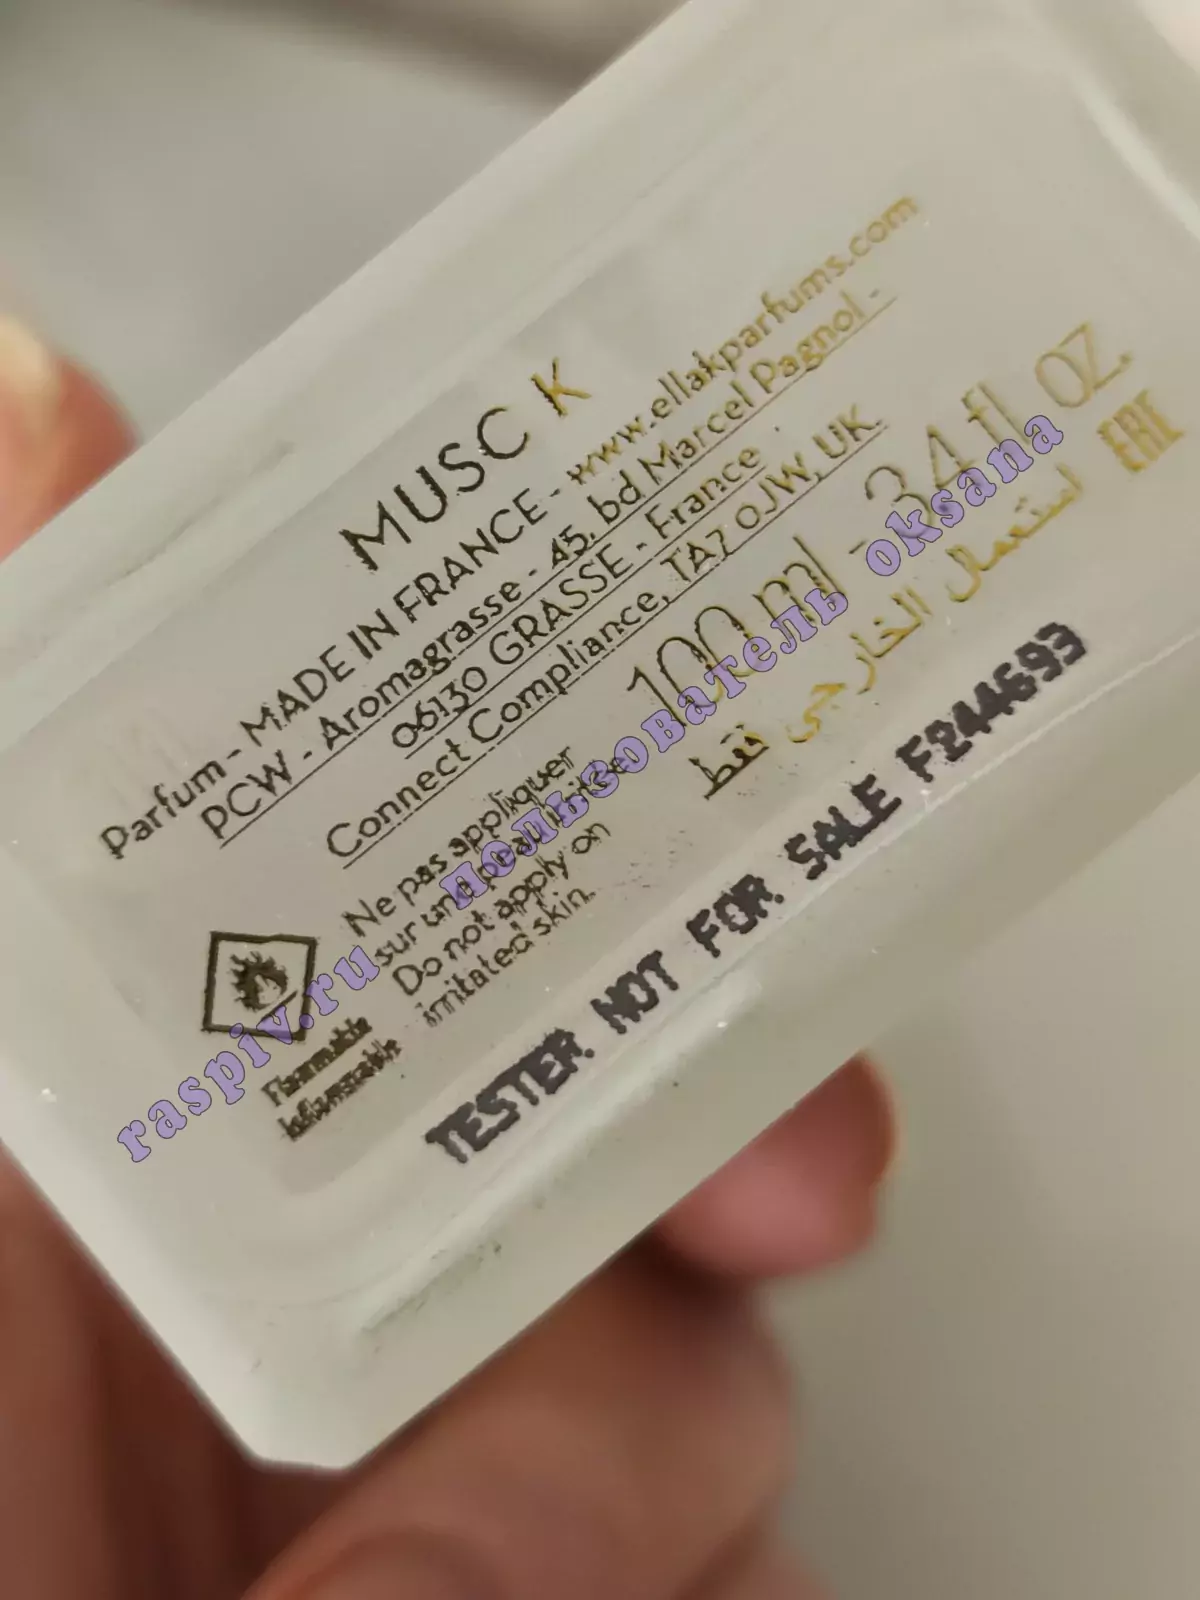 MUSC K
Parfum - MADE IN FRANCE - www.ellakparfums.com
PCW - Aromagrasse - 45, bd Marcel Pagnol -
06130 GRASSE - France
Connect Compliance, TA7 0JW, UK.
100 ml - 3.4 fl OZ.
Ne pas appliquer
sur une peau irritée
Do not apply on
irritated skin.
استعمال الخارجي فقط
EAC
Flammable
Inflammable
TESTER. NOT FOR SALE F244693
raspiv.ru пользователь oksana